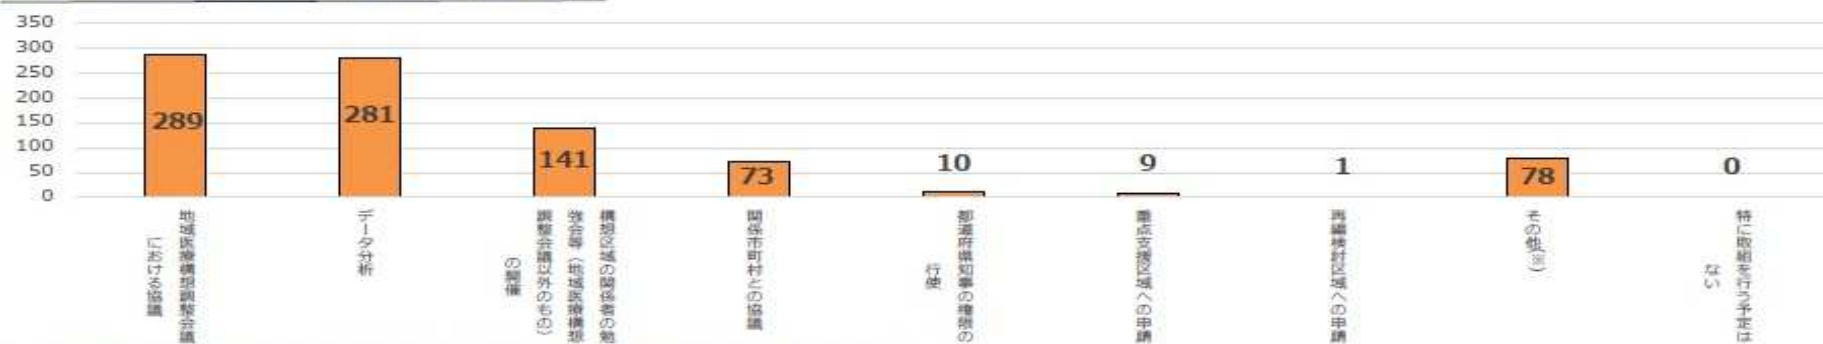 350
300
250
200
150
100
50
0
289
281
141
73
10
9
1
78
0
地域医療構想調整会議
における協議
データ分析
構想区域の関係者の勉
強会等（地域医療構想
調整会議以外のもの）
の開催
関係市町村との協議
都道府県知事の権限の
行使
重点支援区域への申請
再編検討区域への申請
その他(※)
特に取組を行う予定は
ない